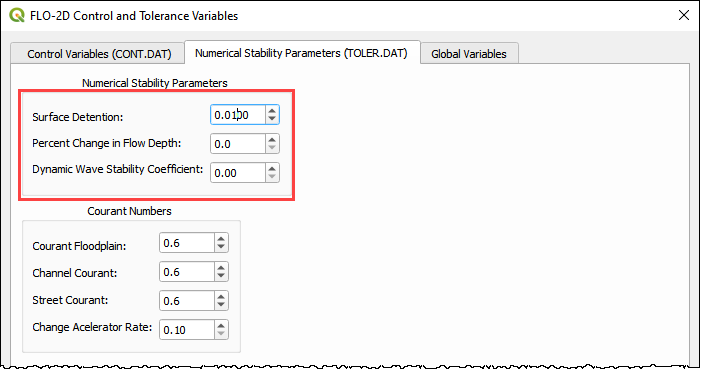 FLO-2D Control and Tolerance Variables
Control Variables (CONT.DAT) Numerical Stability Parameters (TOLER.DAT) Global Variables
Numerical Stability Parameters
Surface Detention: 0.0100
Percent Change in Flow Depth: 0.0
Dynamic Wave Stability Coefficient: 0.00
Courant Numbers
Courant Floodplain: 0.6
Channel Courant: 0.6
Street Courant: 0.6
Change Acelerator Rate: 0.10